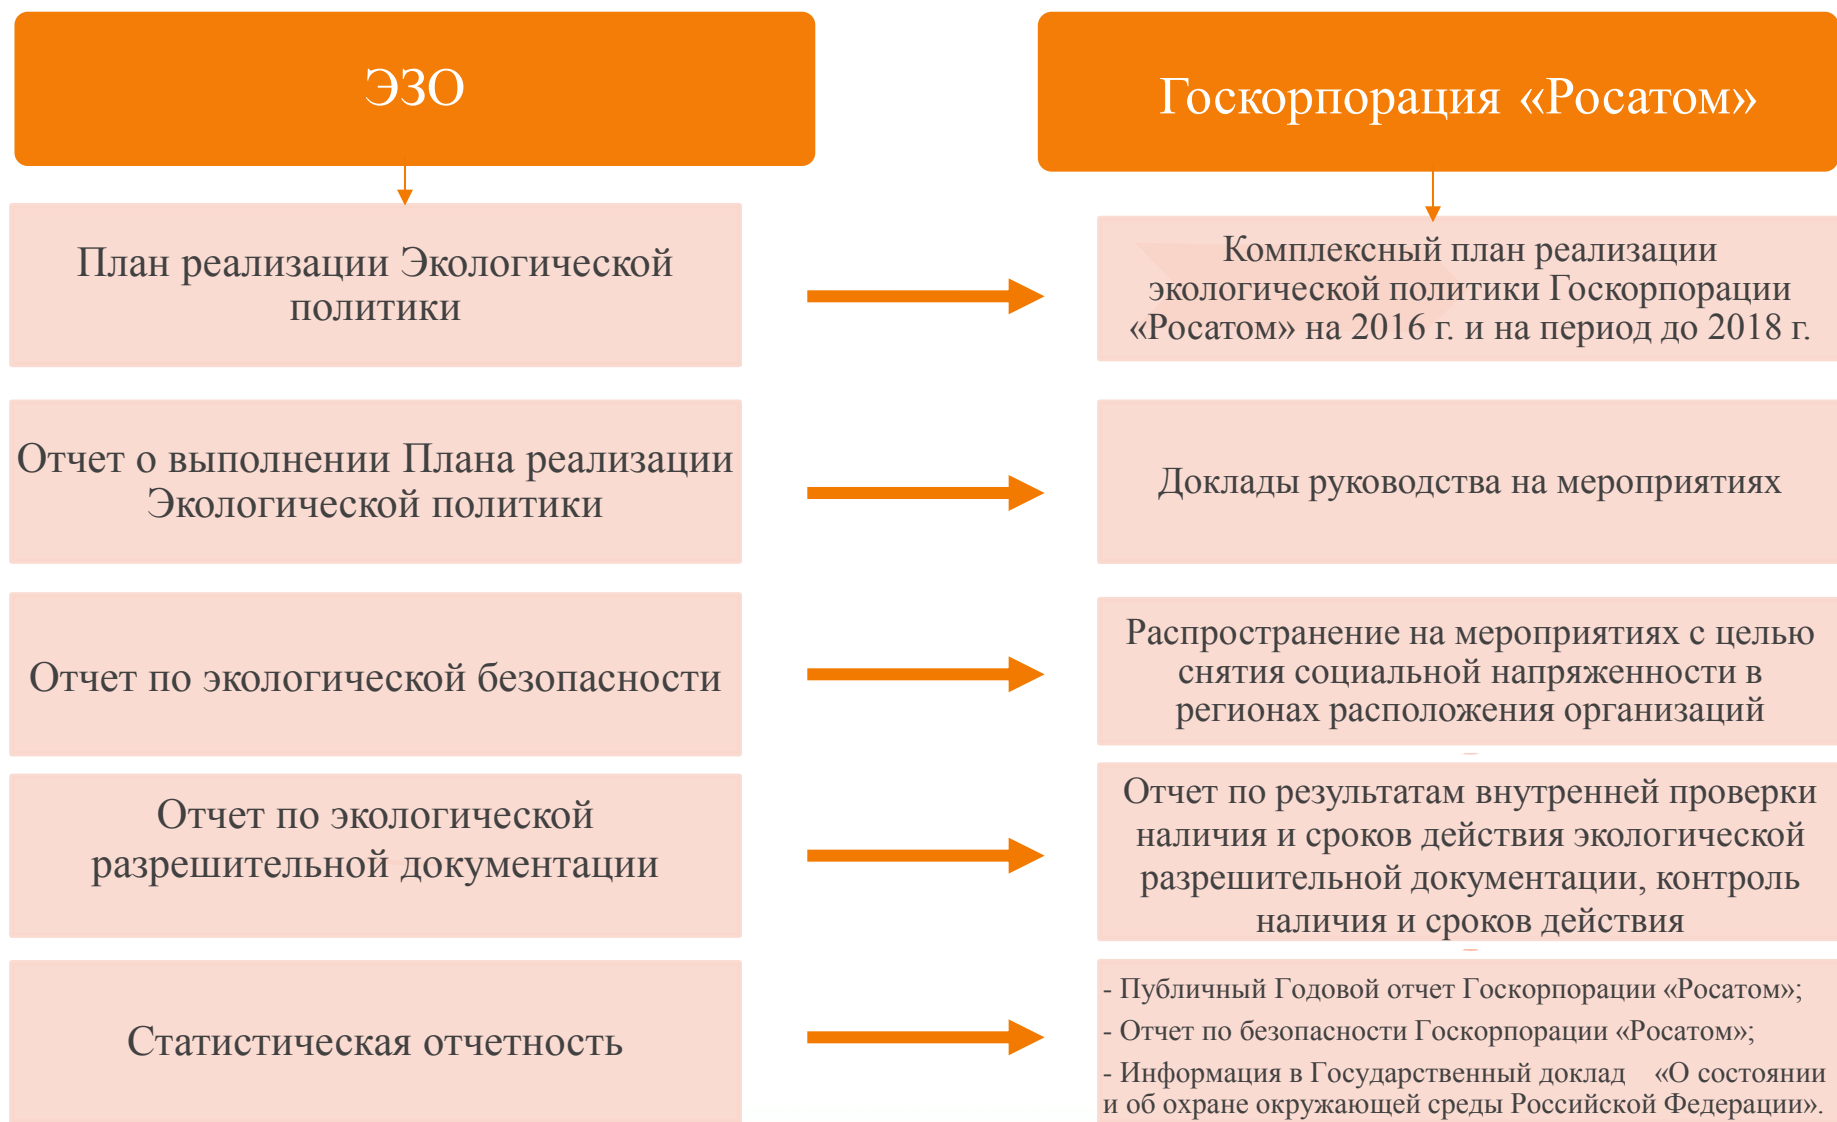 ЭЗО
Госкорпорация «Росатом»
План реализации Экологической
политики
Комплексный план реализации
экологической политики Госкорпорации
«Росатом» на 2016 г. и на период до 2018 г.
Отчет о выполнении Плана реализации
Экологической политики
Доклады руководства на мероприятиях
Отчет по экологической безопасности
Распространение на мероприятиях с целью
снятия социальной напряженности в
регионах расположения организаций
Отчет по экологической
разрешительной документации
Отчет по результатам внутренней проверки
наличия и сроков действия экологической
разрешительной документации, контроль
наличия и сроков действия
Статистическая отчетность
- Публичный Годовой отчет Госкорпорации «Росатом»;
- Отчет по безопасности Госкорпорации «Росатом»;
- Информация в Государственный доклад «О состоянии
и об охране окружающей среды Российской Федерации».